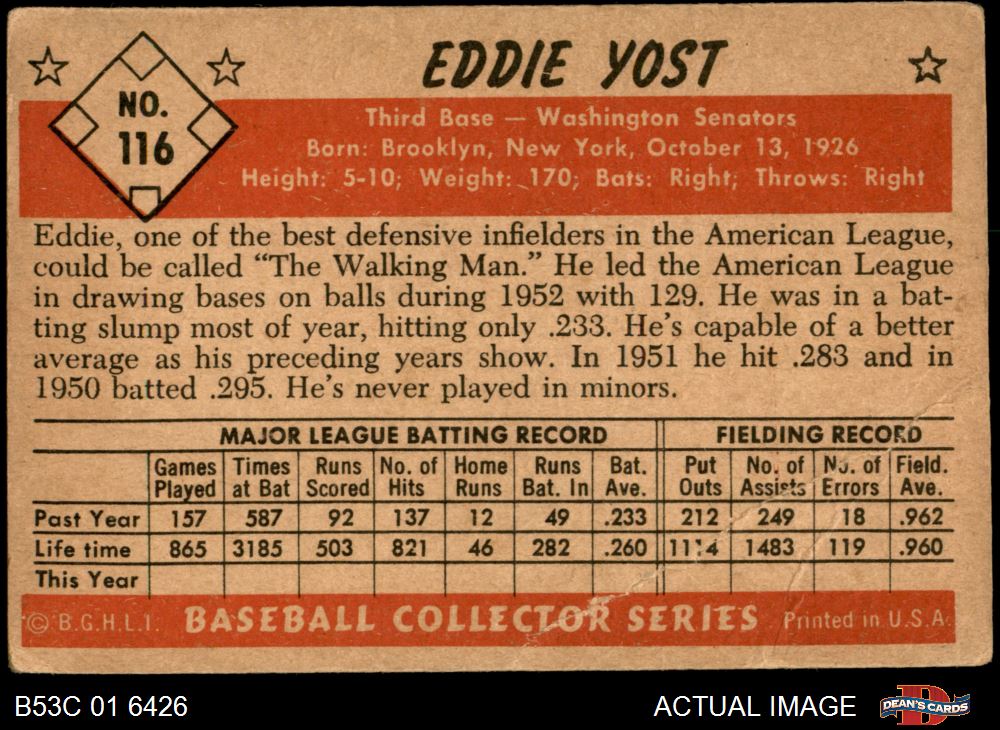 EDDIE YOST
NO.
116
Third Base — Washington Senators
Born: Brooklyn, New York, October 13, 1926
Height: 5-10; Weight: 170; Bats: Right; Throws: Right
Eddie, one of the best defensive infielders in the American League,
could be called “The Walking Man.” He led the American League
in drawing bases on balls during 1952 with 129. He was in a bat-
ting slump most of year, hitting only .233. He’s capable of a better
average as his preceding years show. In 1951 he hit .283 and in
1950 batted .295. He’s never played in minors.
MAJOR LEAGUE BATTING RECORD FIELDING RECORD
Games Times Runs No. of Home Runs Bat. Put No. of No. of Field.
Played at Bat Scored Hits Runs Bat. In Ave. Outs Assists Errors Ave.
Past Year 157 587 92 137 12 49 .233 212 249 18 .962
Life time 865 3185 503 821 46 282 .260 1483 119 .960
This Year
© B.G.H.L.I. BASEBALL COLLECTOR SERIES Printed in U.S.A.
B53C 01 6426 ACTUAL IMAGE DEAN'S CARDS